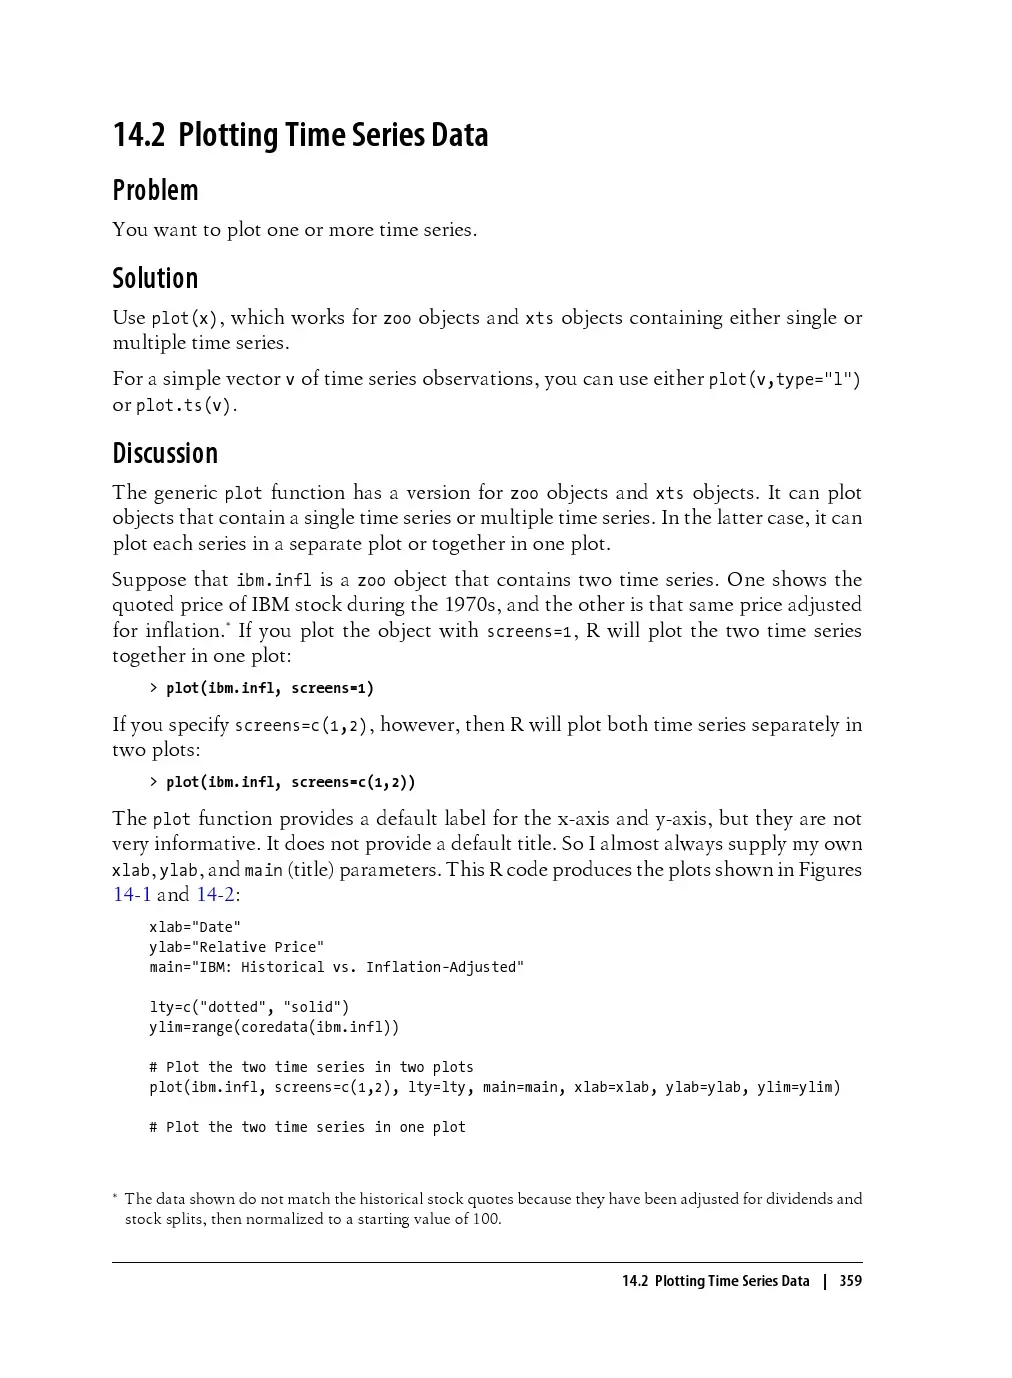 14.2 Plotting Time Series Data
Problem
You want to plot one or more time series.
Solution
Use plot(x), which works for zoo objects and xts objects containing either single or
multiple time series.
For a simple vector v of time series observations, you can use either plot(v,type="l")
or plot.ts(v).
Discussion
The generic plot function has a version for zoo objects and xts objects. It can plot
objects that contain a single time series or multiple time series. In the latter case, it can
plot each series in a separate plot or together in one plot.
Suppose that ibm.infl is a zoo object that contains two time series. One shows the
quoted price of IBM stock during the 1970s, and the other is that same price adjusted
for inflation.* If you plot the object with screens=1, R will plot the two time series
together in one plot:
> plot(ibm.infl, screens=1)
If you specify screens=c(1,2), however, then R will plot both time series separately in
two plots:
> plot(ibm.infl, screens=c(1,2))
The plot function provides a default label for the x-axis and y-axis, but they are not
very informative. It does not provide a default title. So I almost always supply my own
xlab, ylab, and main (title) parameters. This R code produces the plots shown in Figures
14-1 and 14-2:
xlab="Date"
ylab="Relative Price"
main="IBM: Historical vs. Inflation-Adjusted"
lty=c("dotted", "solid")
ylim=range(coredata(ibm.infl))
# Plot the two time series in two plots
plot(ibm.infl, screens=c(1,2), lty=lty, main=main, xlab=xlab, ylab=ylab, ylim=ylim)
# Plot the two time series in one plot
* The data shown do not match the historical stock quotes because they have been adjusted for dividends and
stock splits, then normalized to a starting value of 100.
14.2 Plotting Time Series Data | 359